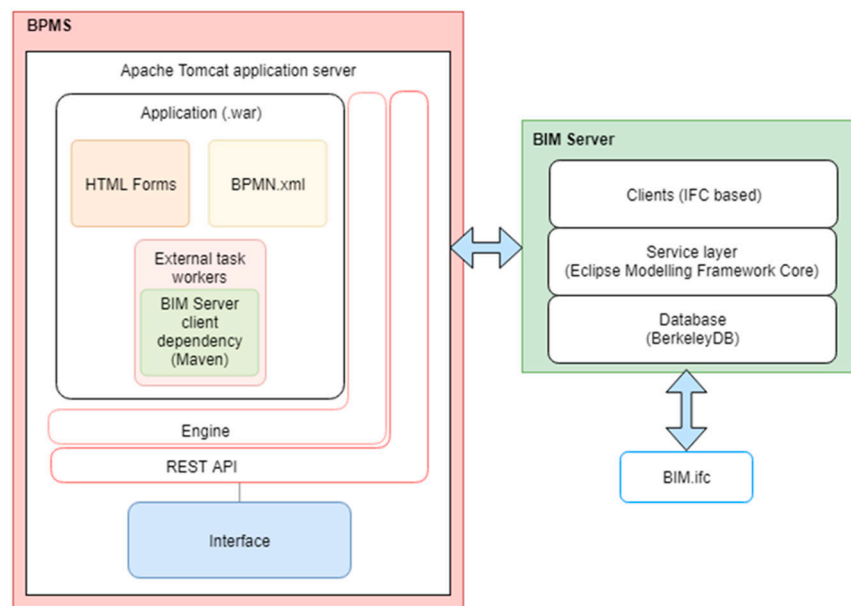 BPMS
Apache Tomcat application server
Application (.war)
HTML Forms
BPMN.xml
External task
workers
BIM Server
client
dependency
(Maven)
Engine
REST API
Interface
BIM Server
Clients (IFC based)
Service layer
(Eclipse Modelling Framework Core)
Database
(BerkeleyDB)
BIM.ifc